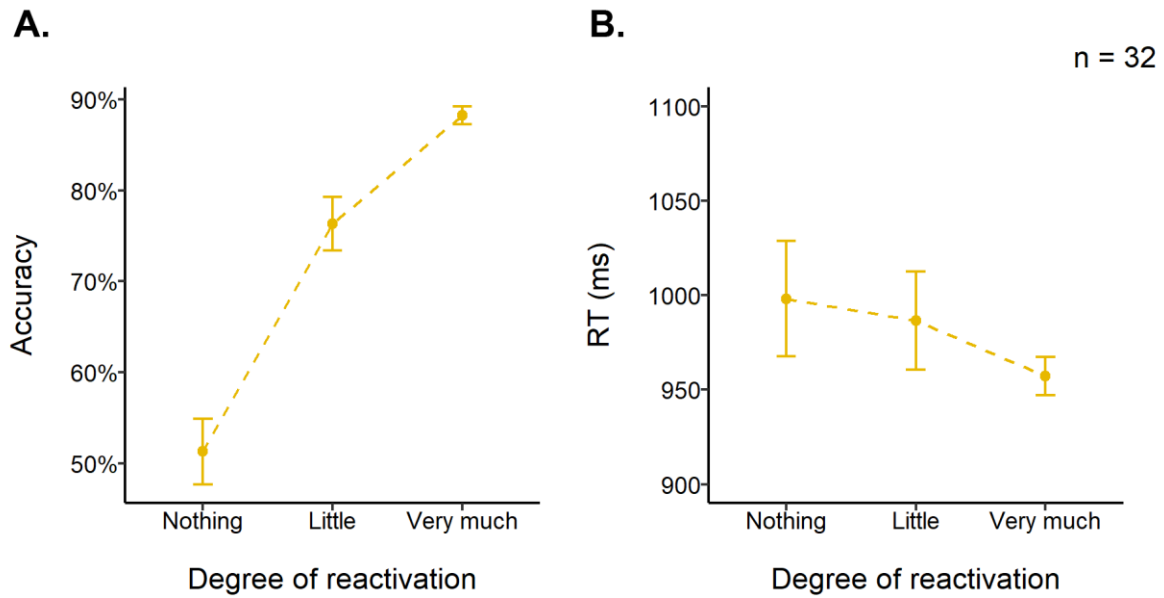 A.
Accuracy
90%
80%
70%
60%
50%
Nothing Little Very much
Degree of reactivation
B.
n = 32
RT (ms)
1100
1050
1000
950
900
Nothing Little Very much
Degree of reactivation